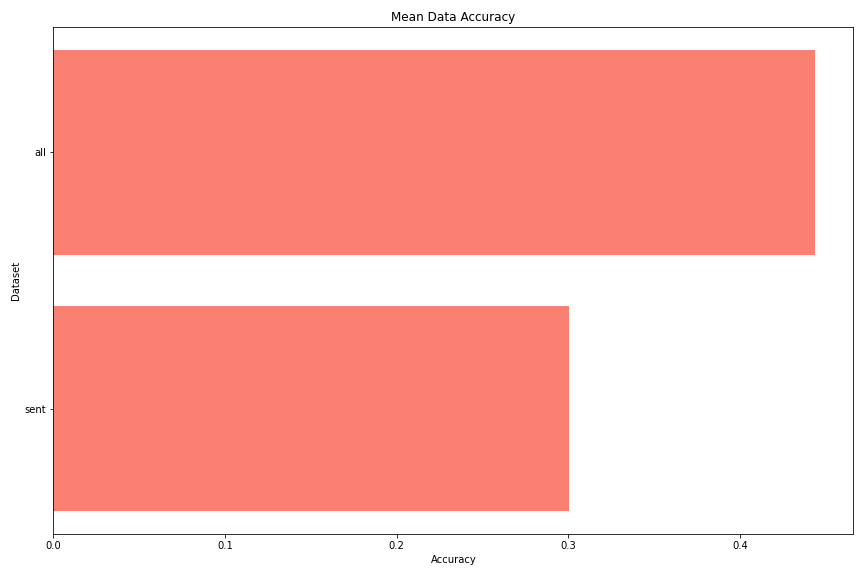 Mean Data Accuracy
Dataset
all
sent
0.0 0.1 0.2 0.3 0.4
Accuracy